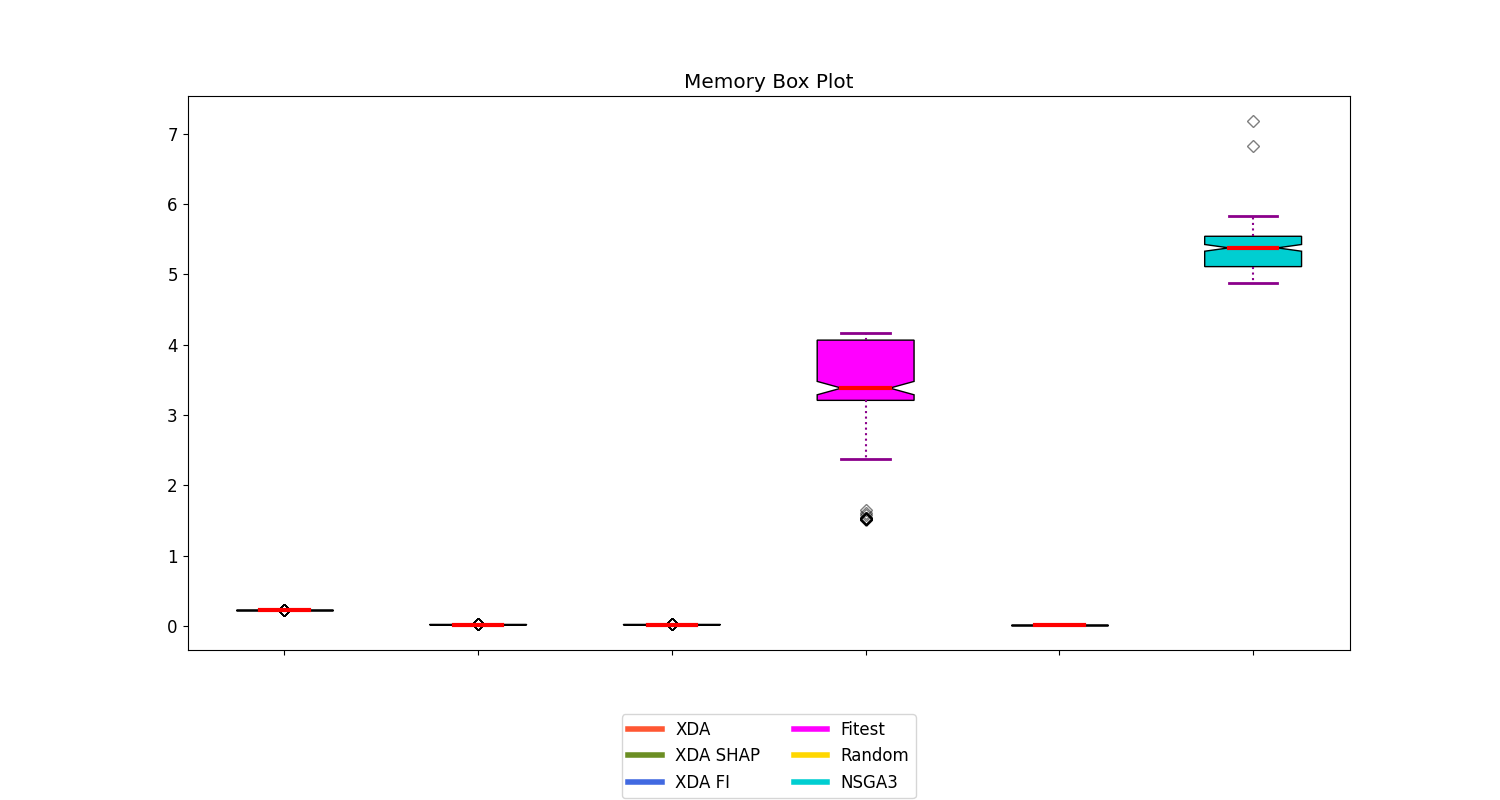 Memory Box Plot
7
6
5
4
3
2
1
0
XDA
XDA SHAP
XDA FI
Fitest
Random
NSGA3